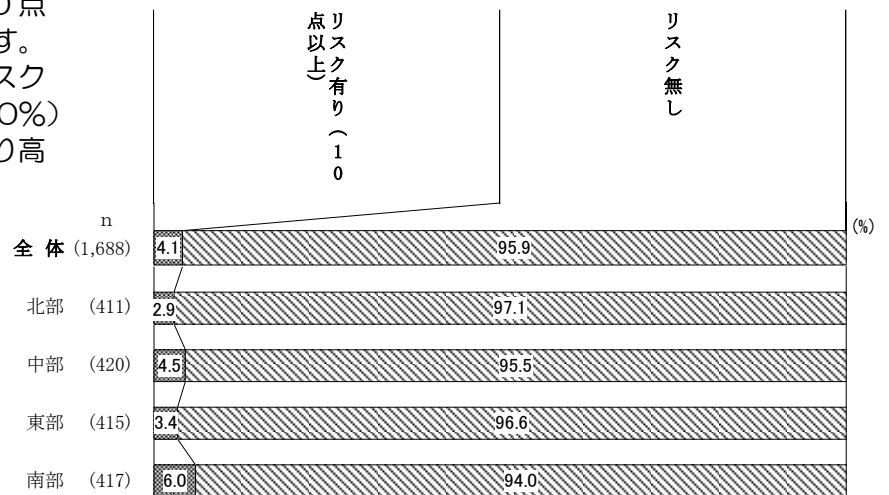 り点
す。
スク
0%)
り高
リスク有り（10
点以上）
リスク無し
n
(%)
全 体 (1,688) 4.1 95.9
北部 (411) 2.9 97.1
中部 (420) 4.5 95.5
東部 (415) 3.4 96.6
南部 (417) 6.0 94.0